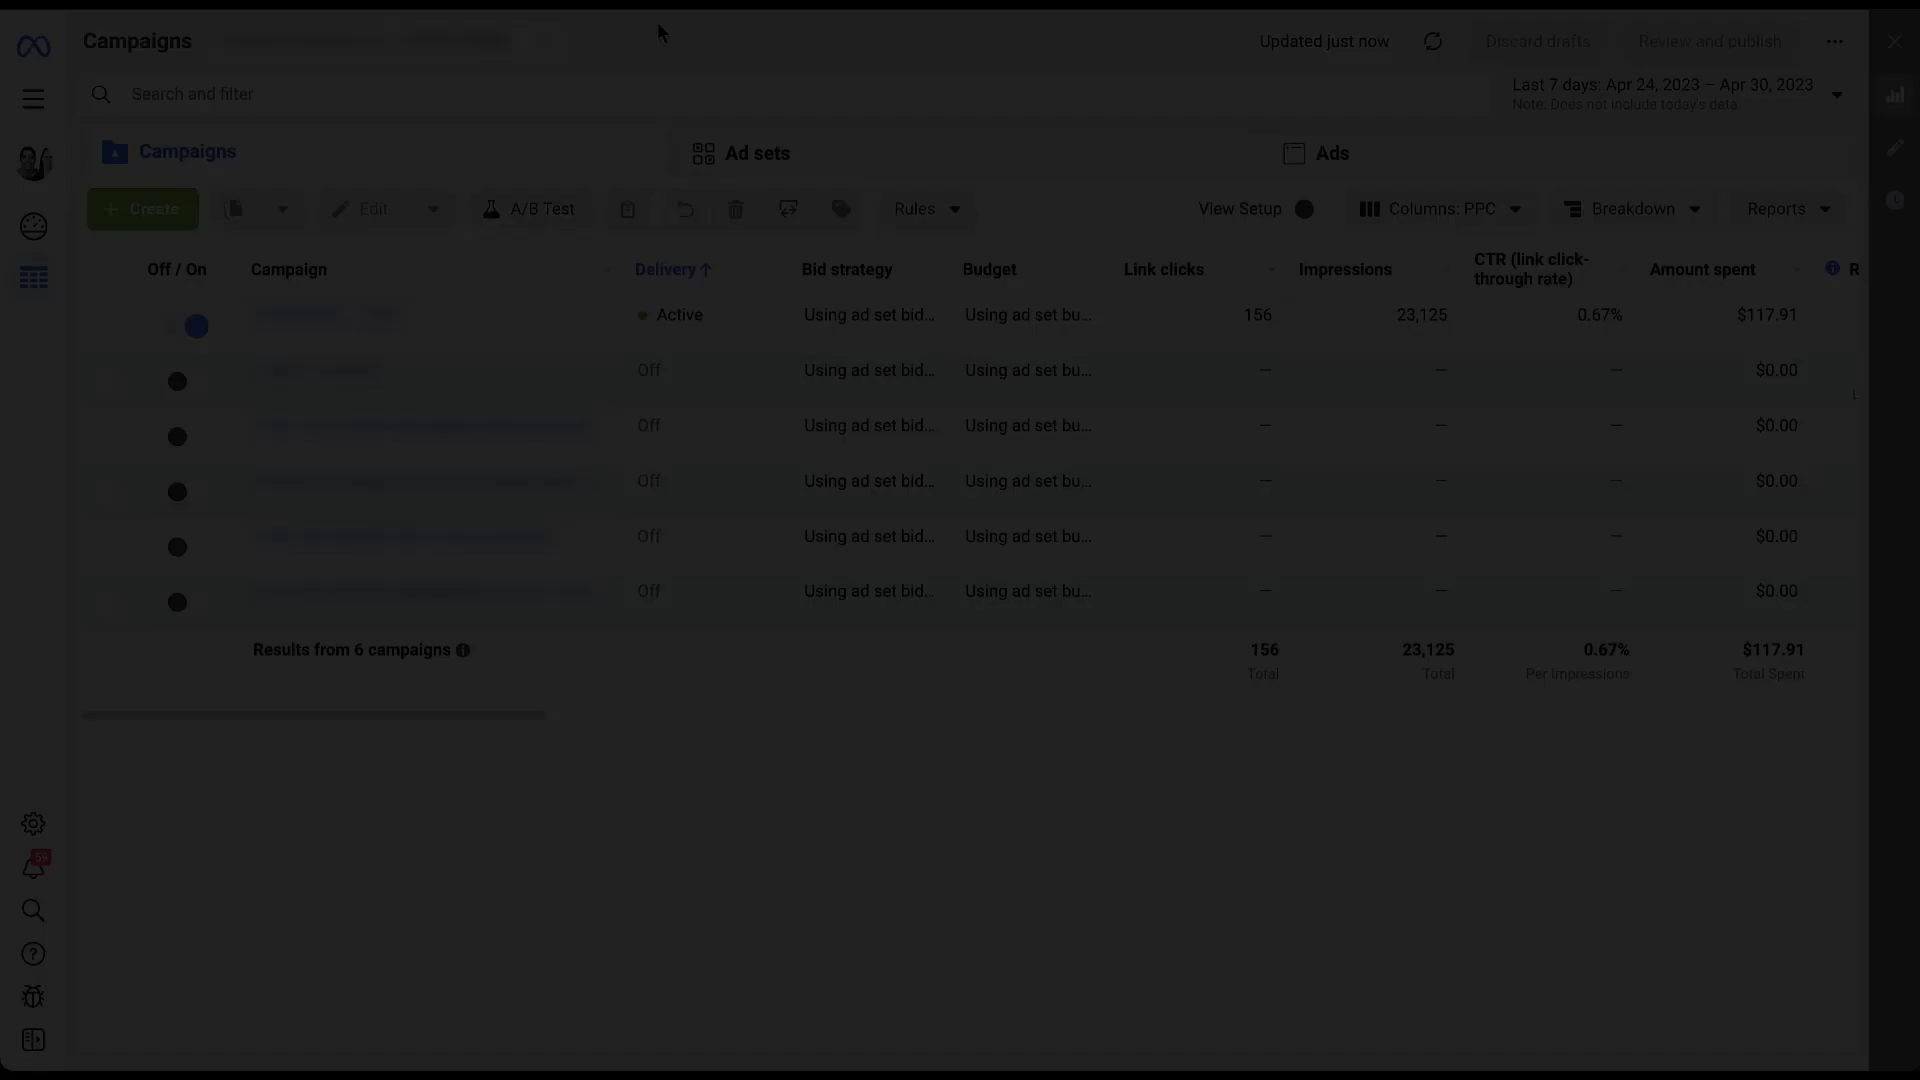 Campaigns
Updated just now
Discard drafts
Review and publish
Search and filter
Last 7 days: Apr 24, 2023 – Apr 30, 2023
Note: Does not include today's data
Campaigns
Ad sets
Ads
+ Create
Edit
A/B Test
Rules
View Setup
Columns: PPC
Breakdown
Reports
Off / On
Campaign
Delivery ↑
Bid strategy
Budget
Link clicks
Impressions
CTR (link click-
through rate)
Amount spent
R
Active
Using ad set bid...
Using ad set bu...
156
23,125
0.67%
$117.91
Off
Using ad set bid...
Using ad set bu...
—
—
—
$0.00
Off
Using ad set bid...
Using ad set bu...
—
—
—
$0.00
Off
Using ad set bid...
Using ad set bu...
—
—
—
$0.00
Off
Using ad set bid...
Using ad set bu...
—
—
—
$0.00
Off
Using ad set bid...
Using ad set bu...
—
—
—
$0.00
Results from 6 campaigns
156
23,125
0.67%
$117.91
Total
Total
Per Impressions
Total Spent
59